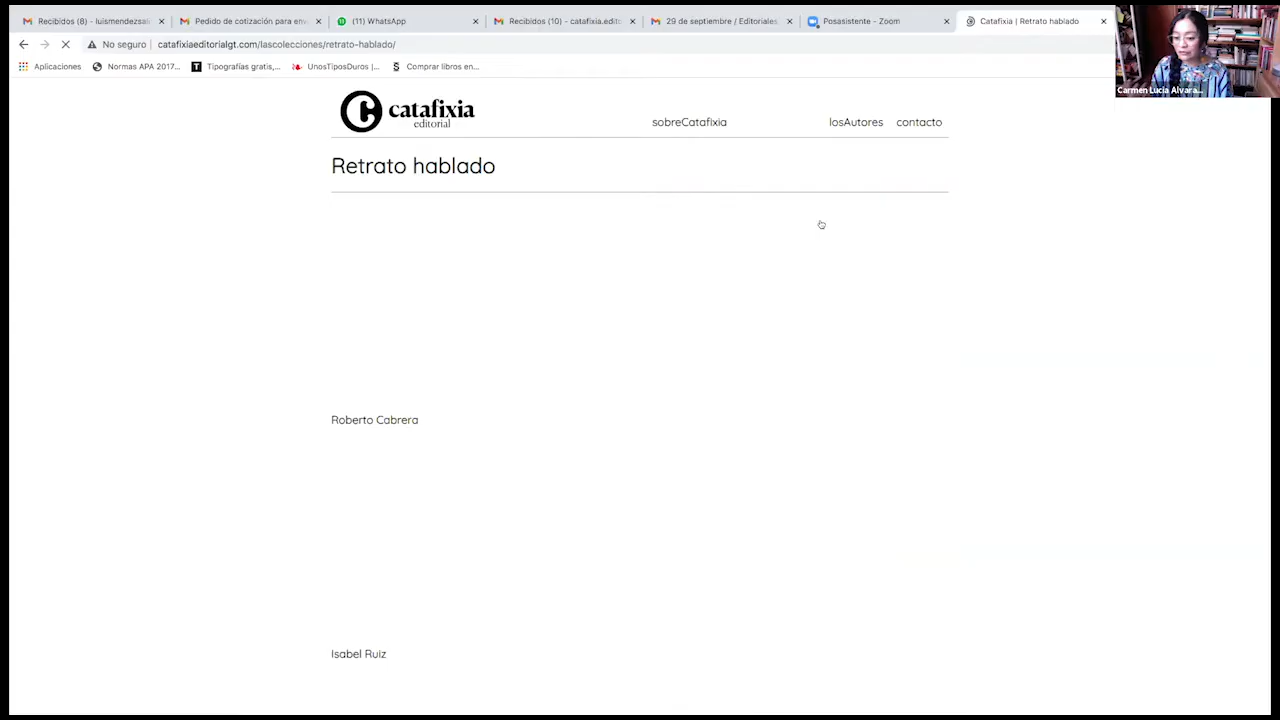 Recibidos (8) - luismendezsali
Pedido de cotización para env
(11) WhatsApp
Recibidos (10) - catafixia.edito
29 de septiembre / Editoriales
Posasistente - Zoom
Catafixia | Retrato hablado
No seguro | catafixiaeditorialgt.com/lascolecciones/retrato-hablado/
Aplicaciones
Normas APA 2017...
Tipografías gratis,...
UnosTiposDuros |...
Comprar libros en...
Carmen Lucía Alvara...
catafixia
editorial
sobreCatafixia
losAutores
contacto
Retrato hablado
Roberto Cabrera
Isabel Ruiz